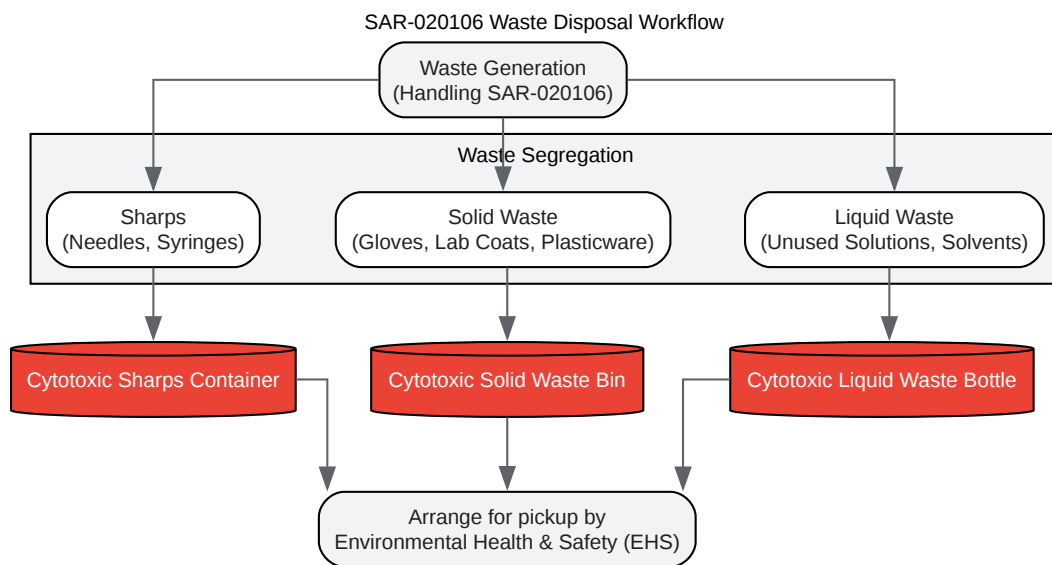 SAR-020106 Waste Disposal Workflow
Waste Generation
(Handling SAR-020106)
Waste Segregation
Sharps
(Needles, Syringes)
Solid Waste
(Gloves, Lab Coats, Plasticware)
Liquid Waste
(Unused Solutions, Solvents)
Cytotoxic Sharps Container
Cytotoxic Solid Waste Bin
Cytotoxic Liquid Waste Bottle
Arrange for pickup by
Environmental Health & Safety (EHS)